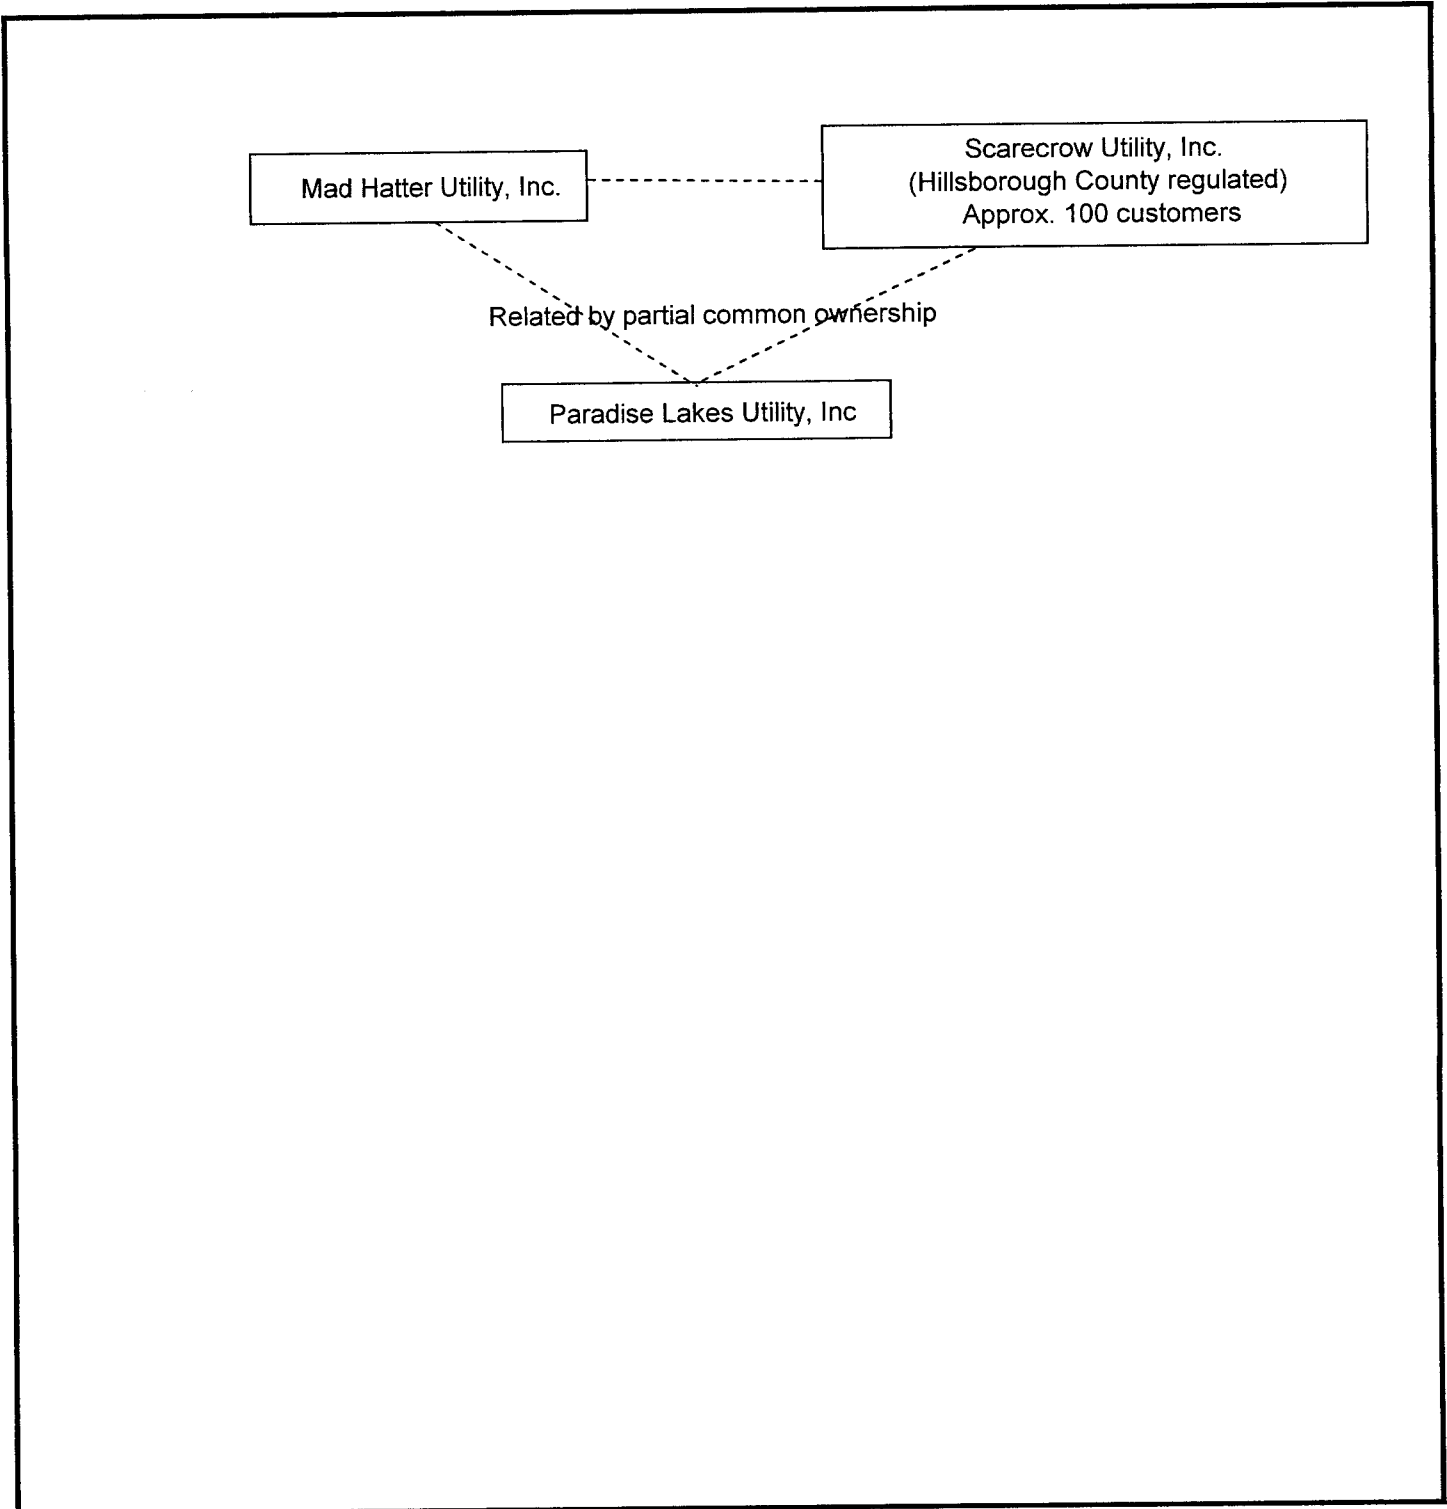 Mad Hatter Utility, Inc.
Scarecrow Utility, Inc.
(Hillsborough County regulated)
Approx. 100 customers
Related by partial common ownership
Paradise Lakes Utility, Inc